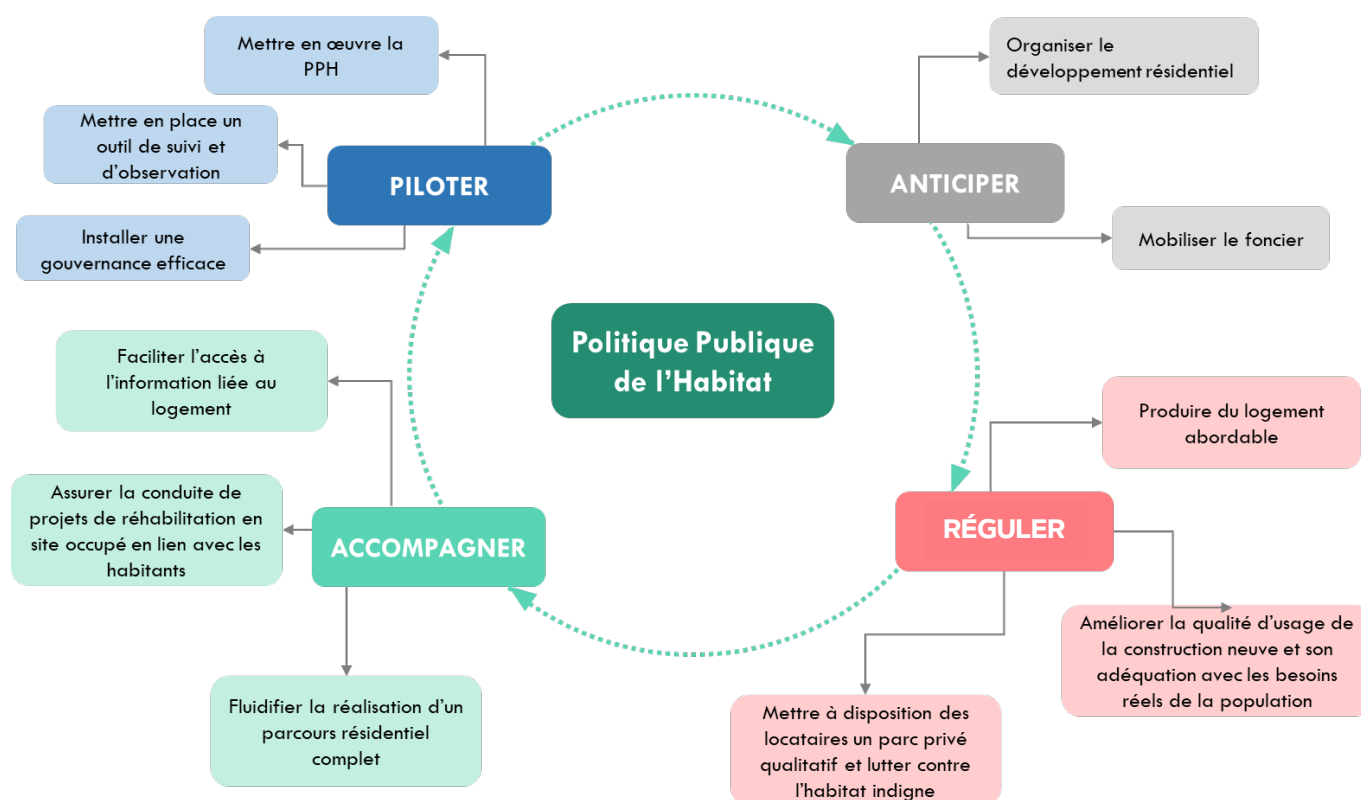 Mettre en œuvre la
PPH
Mettre en place un
outil de suivi et
d'observation
Installer une
gouvernance efficace
PILOTER
Organiser le
développement résidentiel
ANTICIPER
Mobiliser le foncier
Politique Publique
de l'Habitat
Faciliter l'accès à
l'information liée au
logement
Assurer la conduite de
projets de réhabilitation en
site occupé en lien avec les
habitants
ACCOMPAGNER
Fluidifier la réalisation d'un
parcours résidentiel
complet
Produire du logement
abordable
RÉGULER
Améliorer la qualité d'usage de
la construction neuve et son
adéquation avec les besoins
réels de la population
Mettre à disposition des
locataires un parc privé
qualitatif et lutter contre
l'habitat indigne